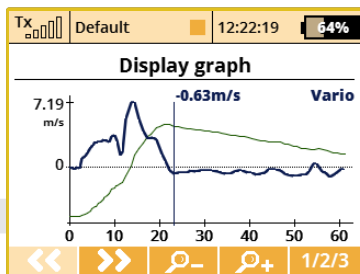 Tx Default 12:22:19 64%
Display graph
-0.63m/s Vario
7.19
m/s
0
0 10 20 30 40 50 60
1/2/3